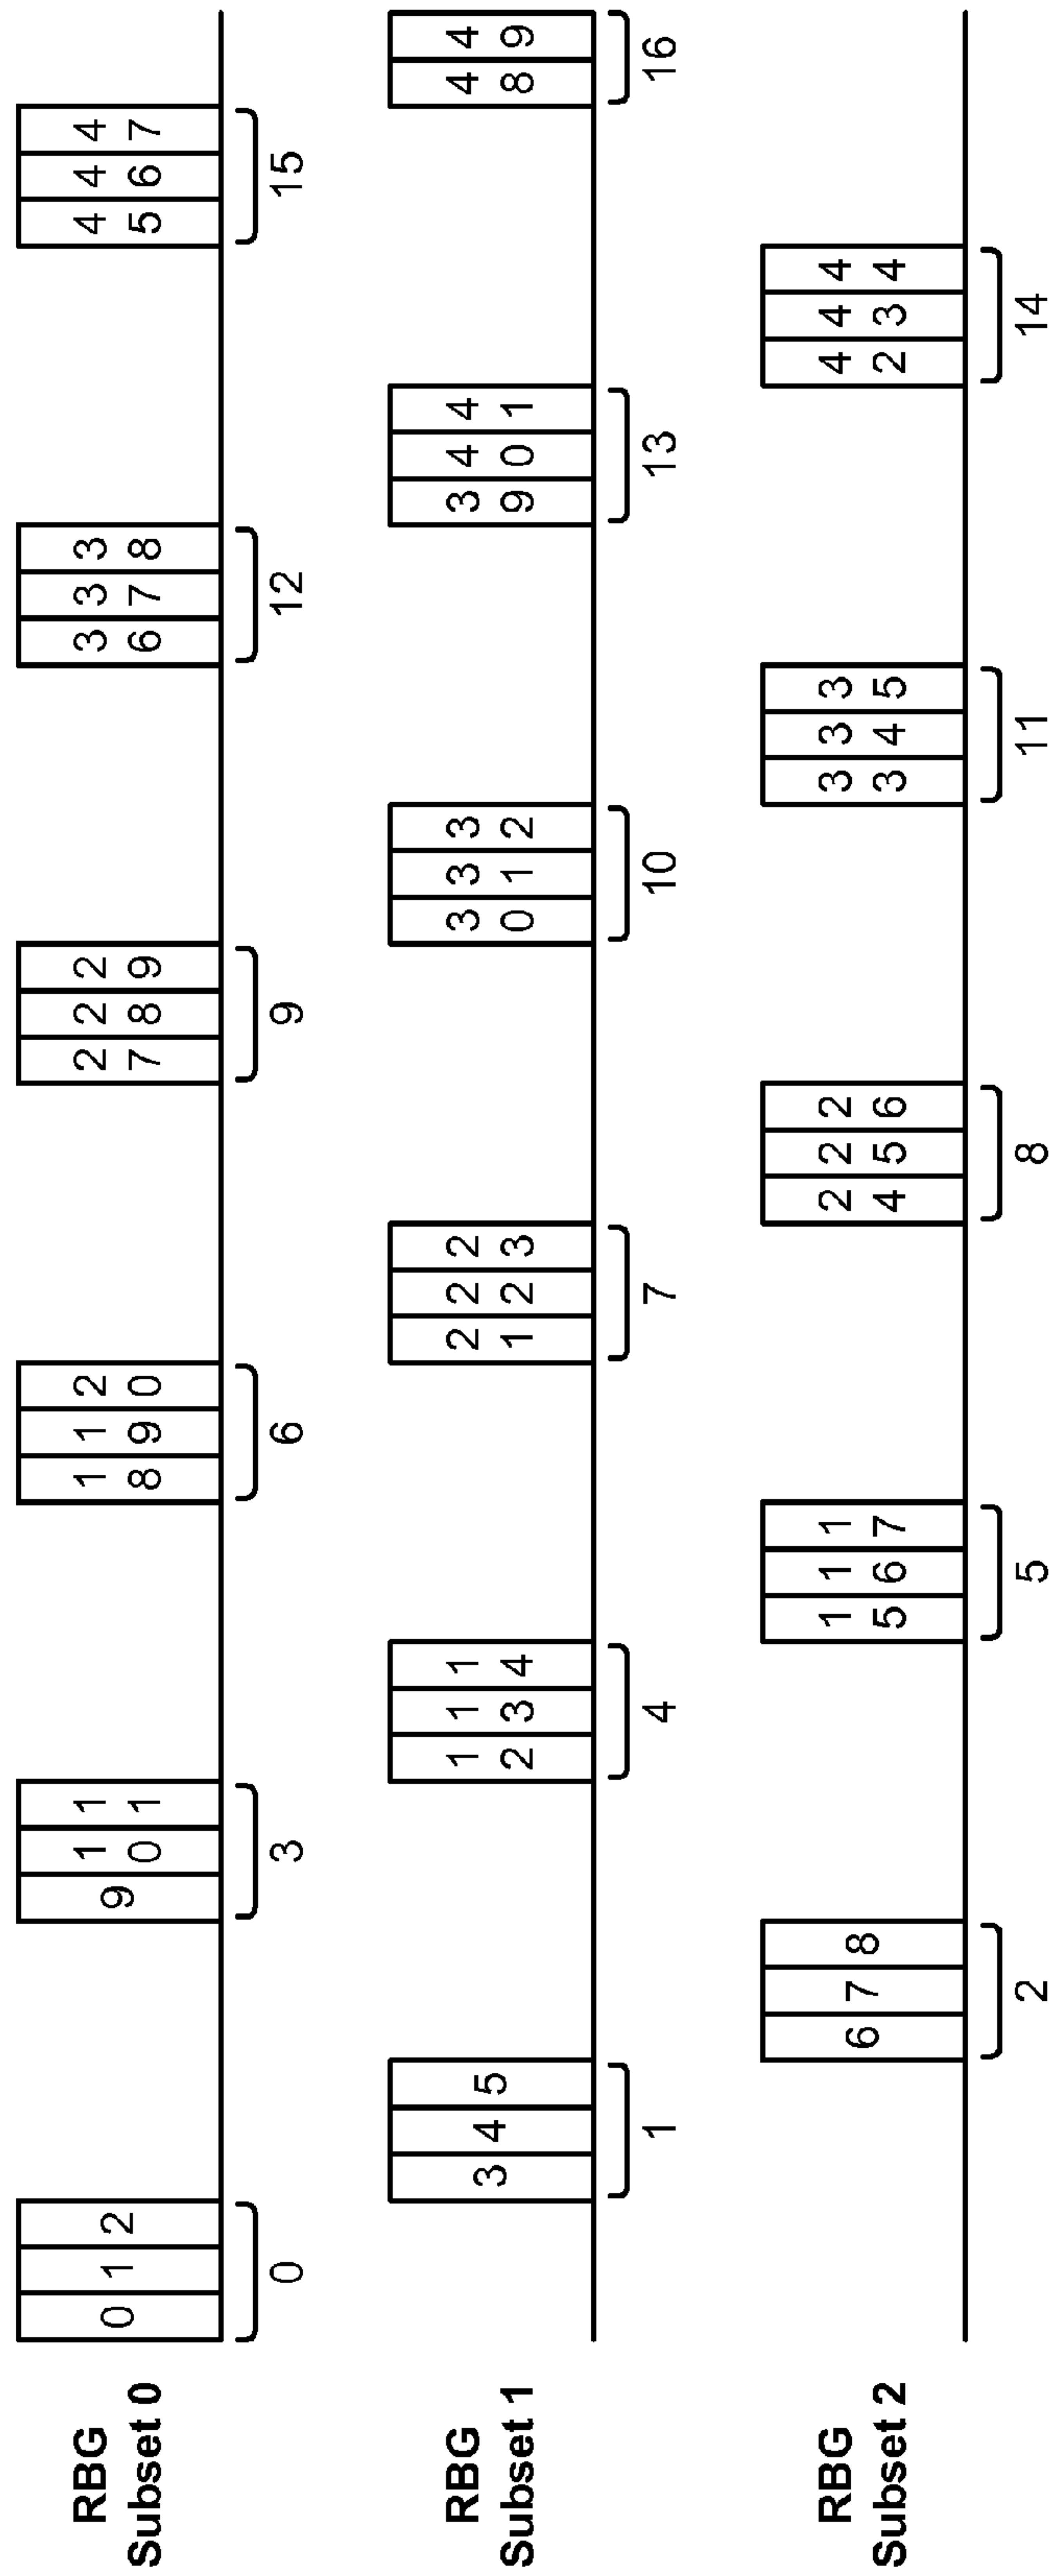 RBG
Subset 0
0 1 2
9 10 11
18 19 20
27 28 29
36 37 38
45 46 47
0 3 6 9 12 15
RBG
Subset 1
3 4 5
12 13 14
21 22 23
30 31 32
39 40 41
48 49
1 4 7 10 13 16
RBG
Subset 2
6 7 8
15 16 17
24 25 26
33 34 35
42 43 44
2 5 8 11 14